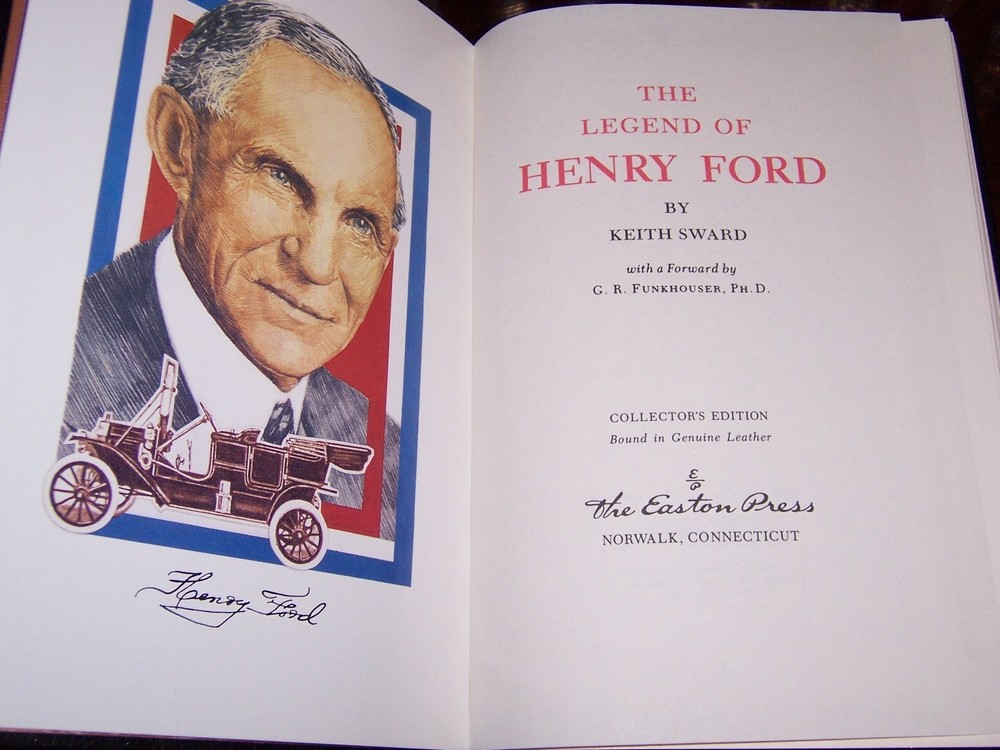 Henry Ford
THE
LEGEND OF
HENRY FORD
BY
KEITH SWARD
with a Forward by
G. R. FUNKHOUSER, PH.D.
COLLECTOR'S EDITION
Bound in Genuine Leather
E
P
The Easton Press
NORWALK, CONNECTICUT